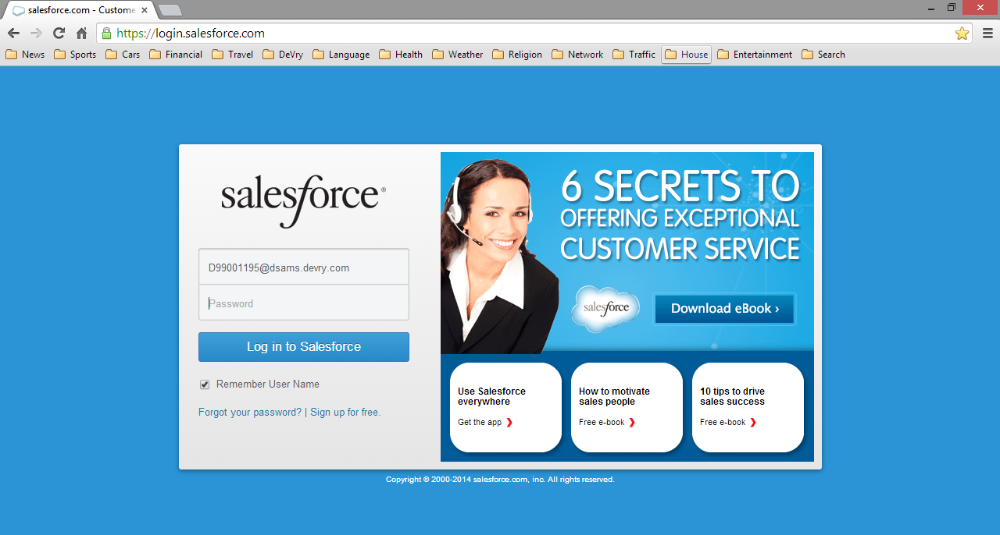 salesforce.com - Custome
https://login.salesforce.com
News Sports Cars Financial Travel DeVry Language Health Weather Religion Network Traffic House Entertainment Search
salesforce®
D99001195@dsams.devry.com
Password
Log in to Salesforce
Remember User Name
Forgot your password? | Sign up for free.
6 SECRETS TO
OFFERING EXCEPTIONAL
CUSTOMER SERVICE
salesforce
Download eBook ›
Use Salesforce
everywhere
Get the app ❯
How to motivate
sales people
Free e-book ❯
10 tips to drive
sales success
Free e-book ❯
Copyright © 2000-2014 salesforce.com, inc. All rights reserved.